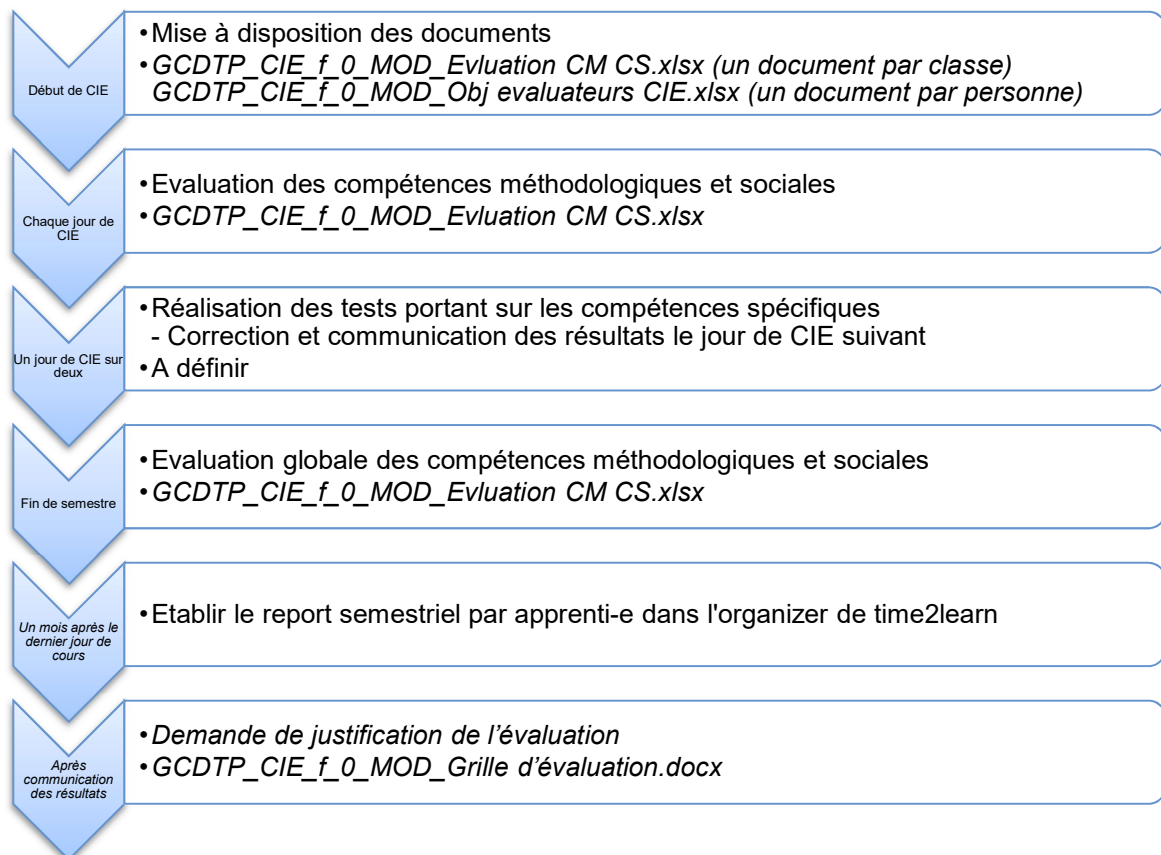 Début de CIE
•Mise à disposition des documents
•GCDTP_CIE_f_0_MOD_Evluation CM CS.xlsx (un document par classe)
GCDTP_CIE_f_0_MOD_Obj evaluateurs CIE.xlsx (un document par personne)
Chaque jour de
CIE
•Evaluation des compétences méthodologiques et sociales
•GCDTP_CIE_f_0_MOD_Evluation CM CS.xlsx
Un jour de CIE sur
deux
•Réalisation des tests portant sur les compétences spécifiques
- Correction et communication des résultats le jour de CIE suivant
•A définir
Fin de semestre
•Evaluation globale des compétences méthodologiques et sociales
•GCDTP_CIE_f_0_MOD_Evluation CM CS.xlsx
Un mois après le
dernier jour de
cours
•Etablir le report semestriel par apprenti-e dans l'organizer de time2learn
Après
communication
des résultats
•Demande de justification de l’évaluation
•GCDTP_CIE_f_0_MOD_Grille d’évaluation.docx